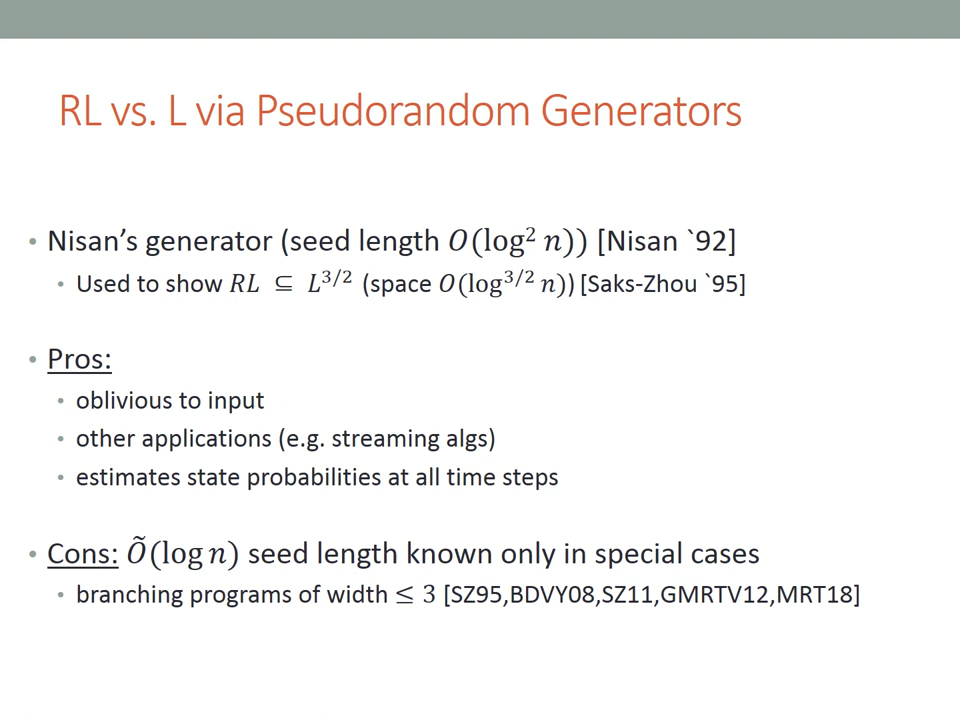 RL vs. L via Pseudorandom Generators
• Nisan’s generator (seed length 𝑂(log² 𝑛)) [Nisan `92]
• Used to show 𝑅𝐿 ⊆ 𝐿^{3/2} (space 𝑂(log^{3/2} 𝑛)) [Saks-Zhou `95]
• Pros:
• oblivious to input
• other applications (e.g. streaming algs)
• estimates state probabilities at all time steps
• Cons: Õ(log 𝑛) seed length known only in special cases
• branching programs of width ≤ 3 [SZ95,BDVY08,SZ11,GMRTV12,MRT18]